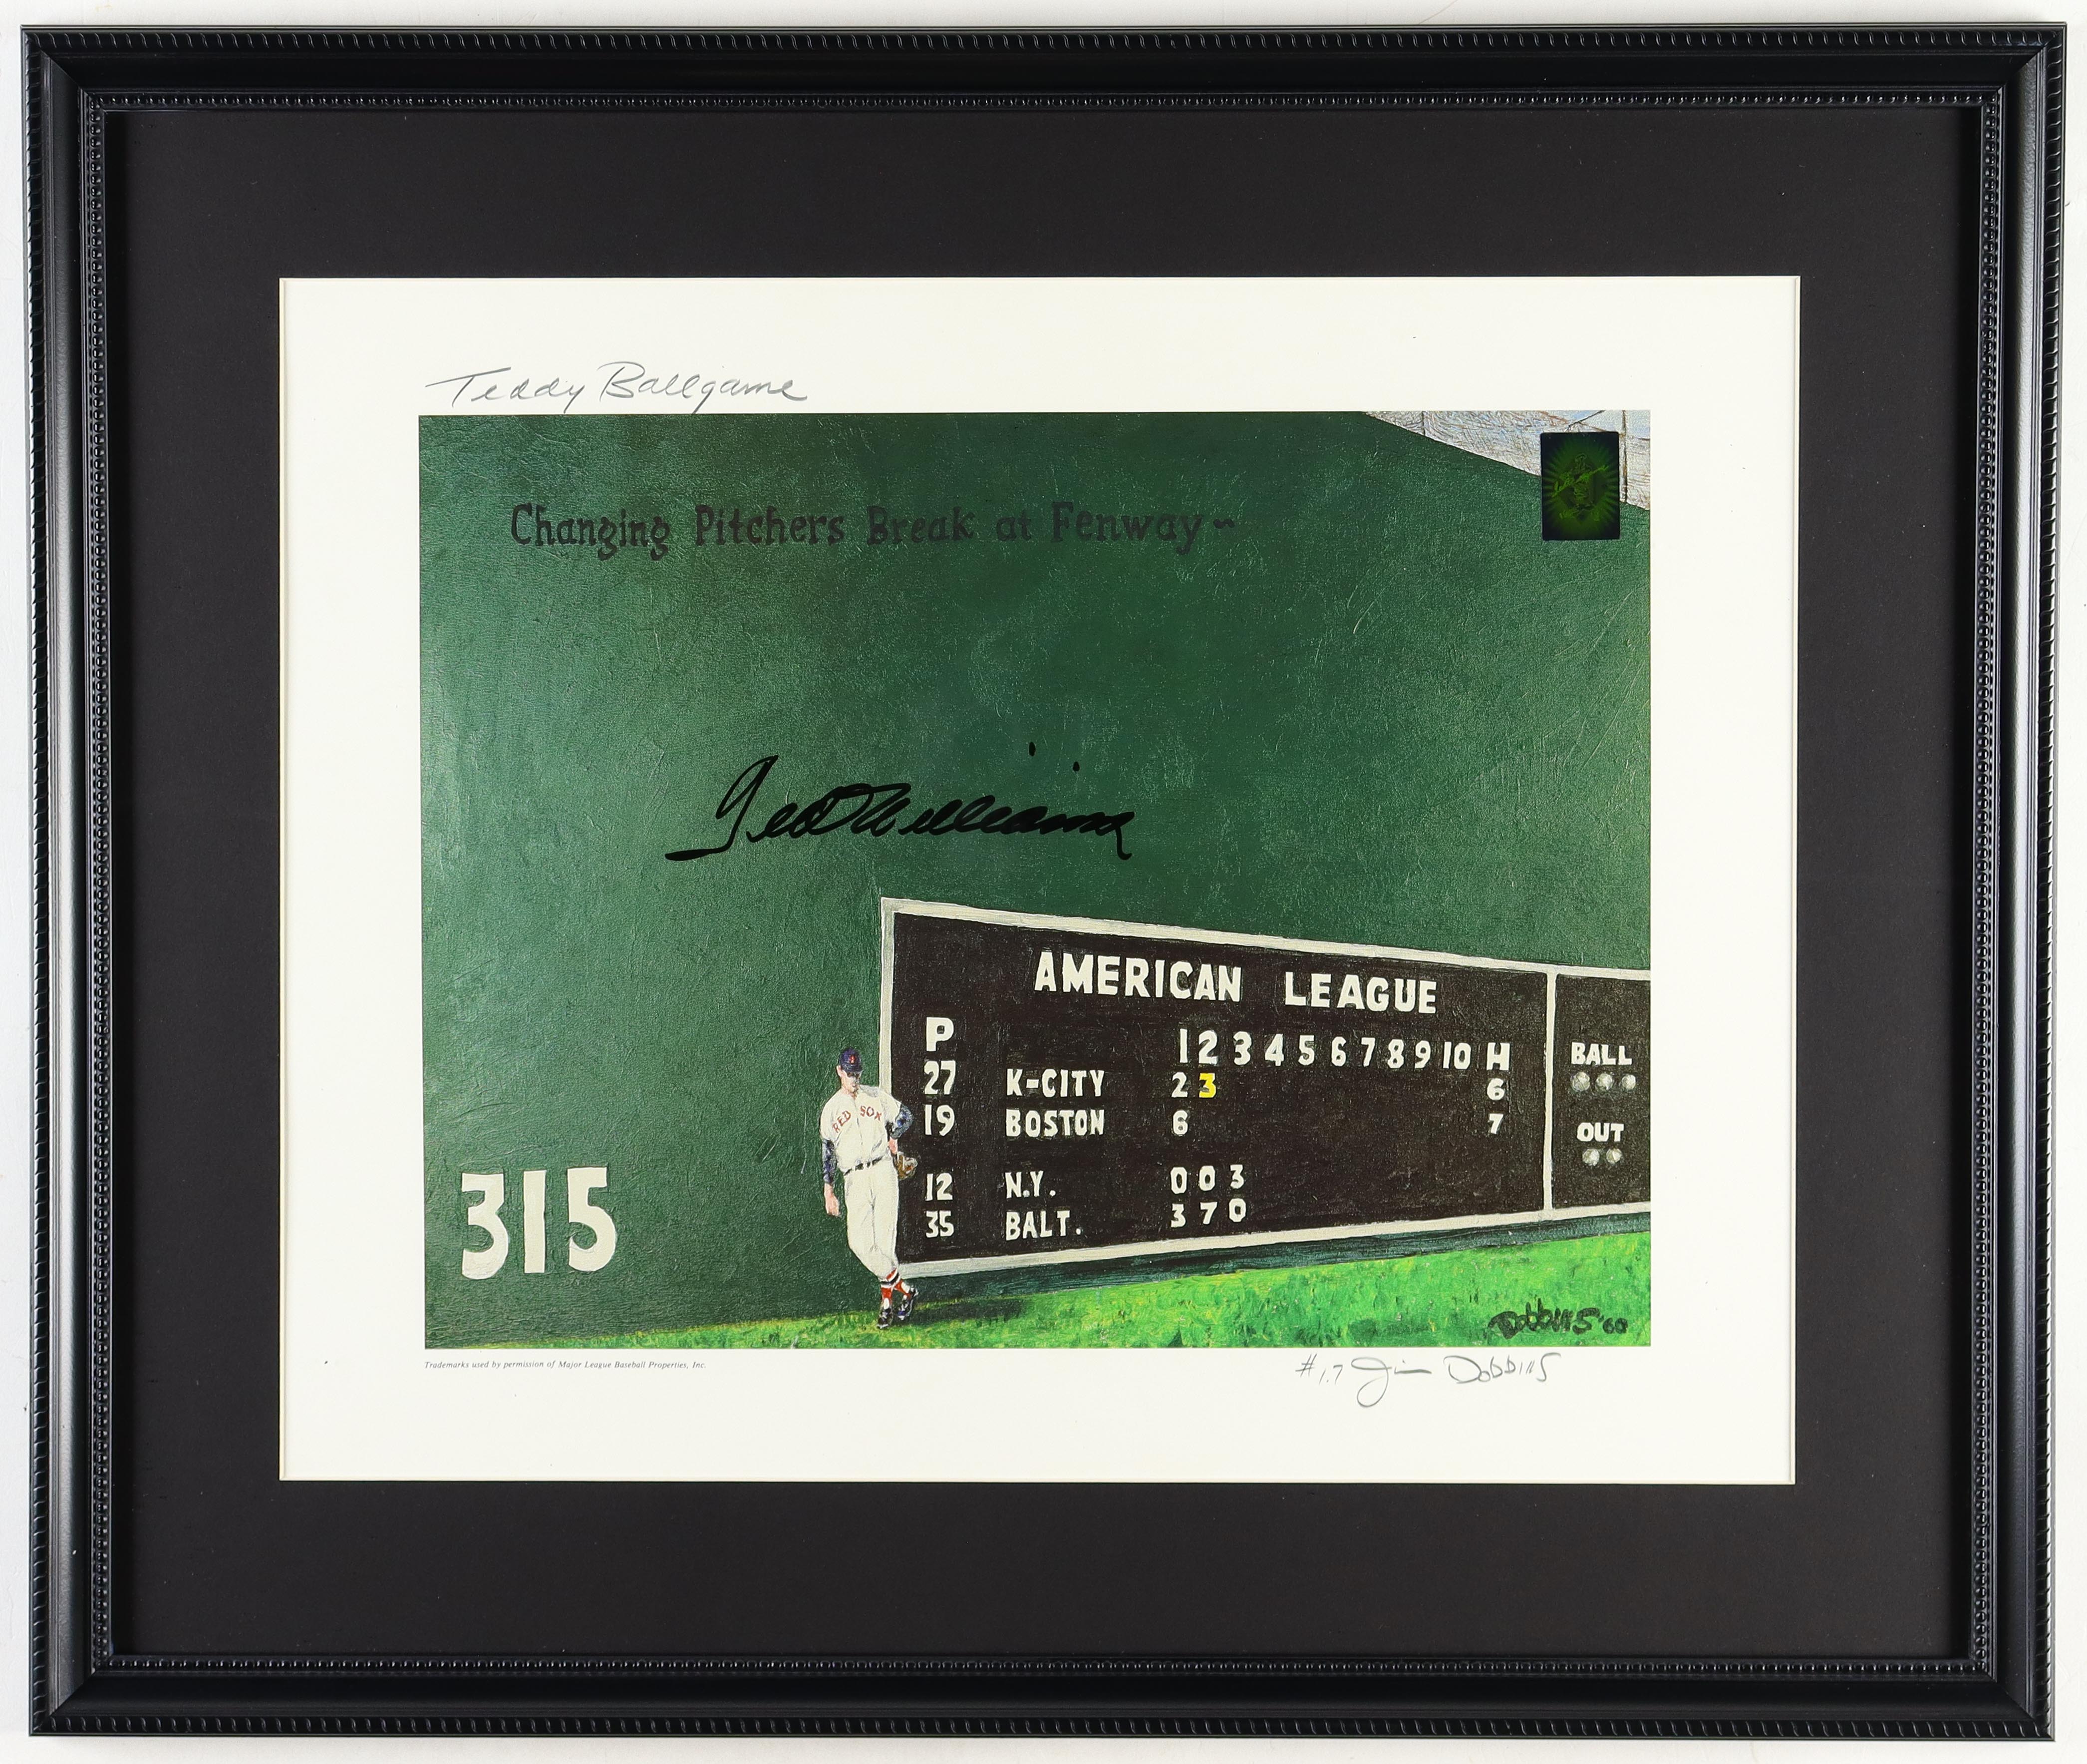 Teddy Ballgame
Changing Pitchers Break at Fenway~
Ted Williams
AMERICAN LEAGUE
P 1 2 3 4 5 6 7 8 9 10 H
27 K-CITY 2 3 6
19 BOSTON 6 7
12 N.Y. 0 0 3
35 BALT. 3 7 0
BALL
OUT
RED SOX
315
Dobbins '60
Trademarks used by permission of Major League Baseball Properties, Inc.
#17 Jim Dobbins